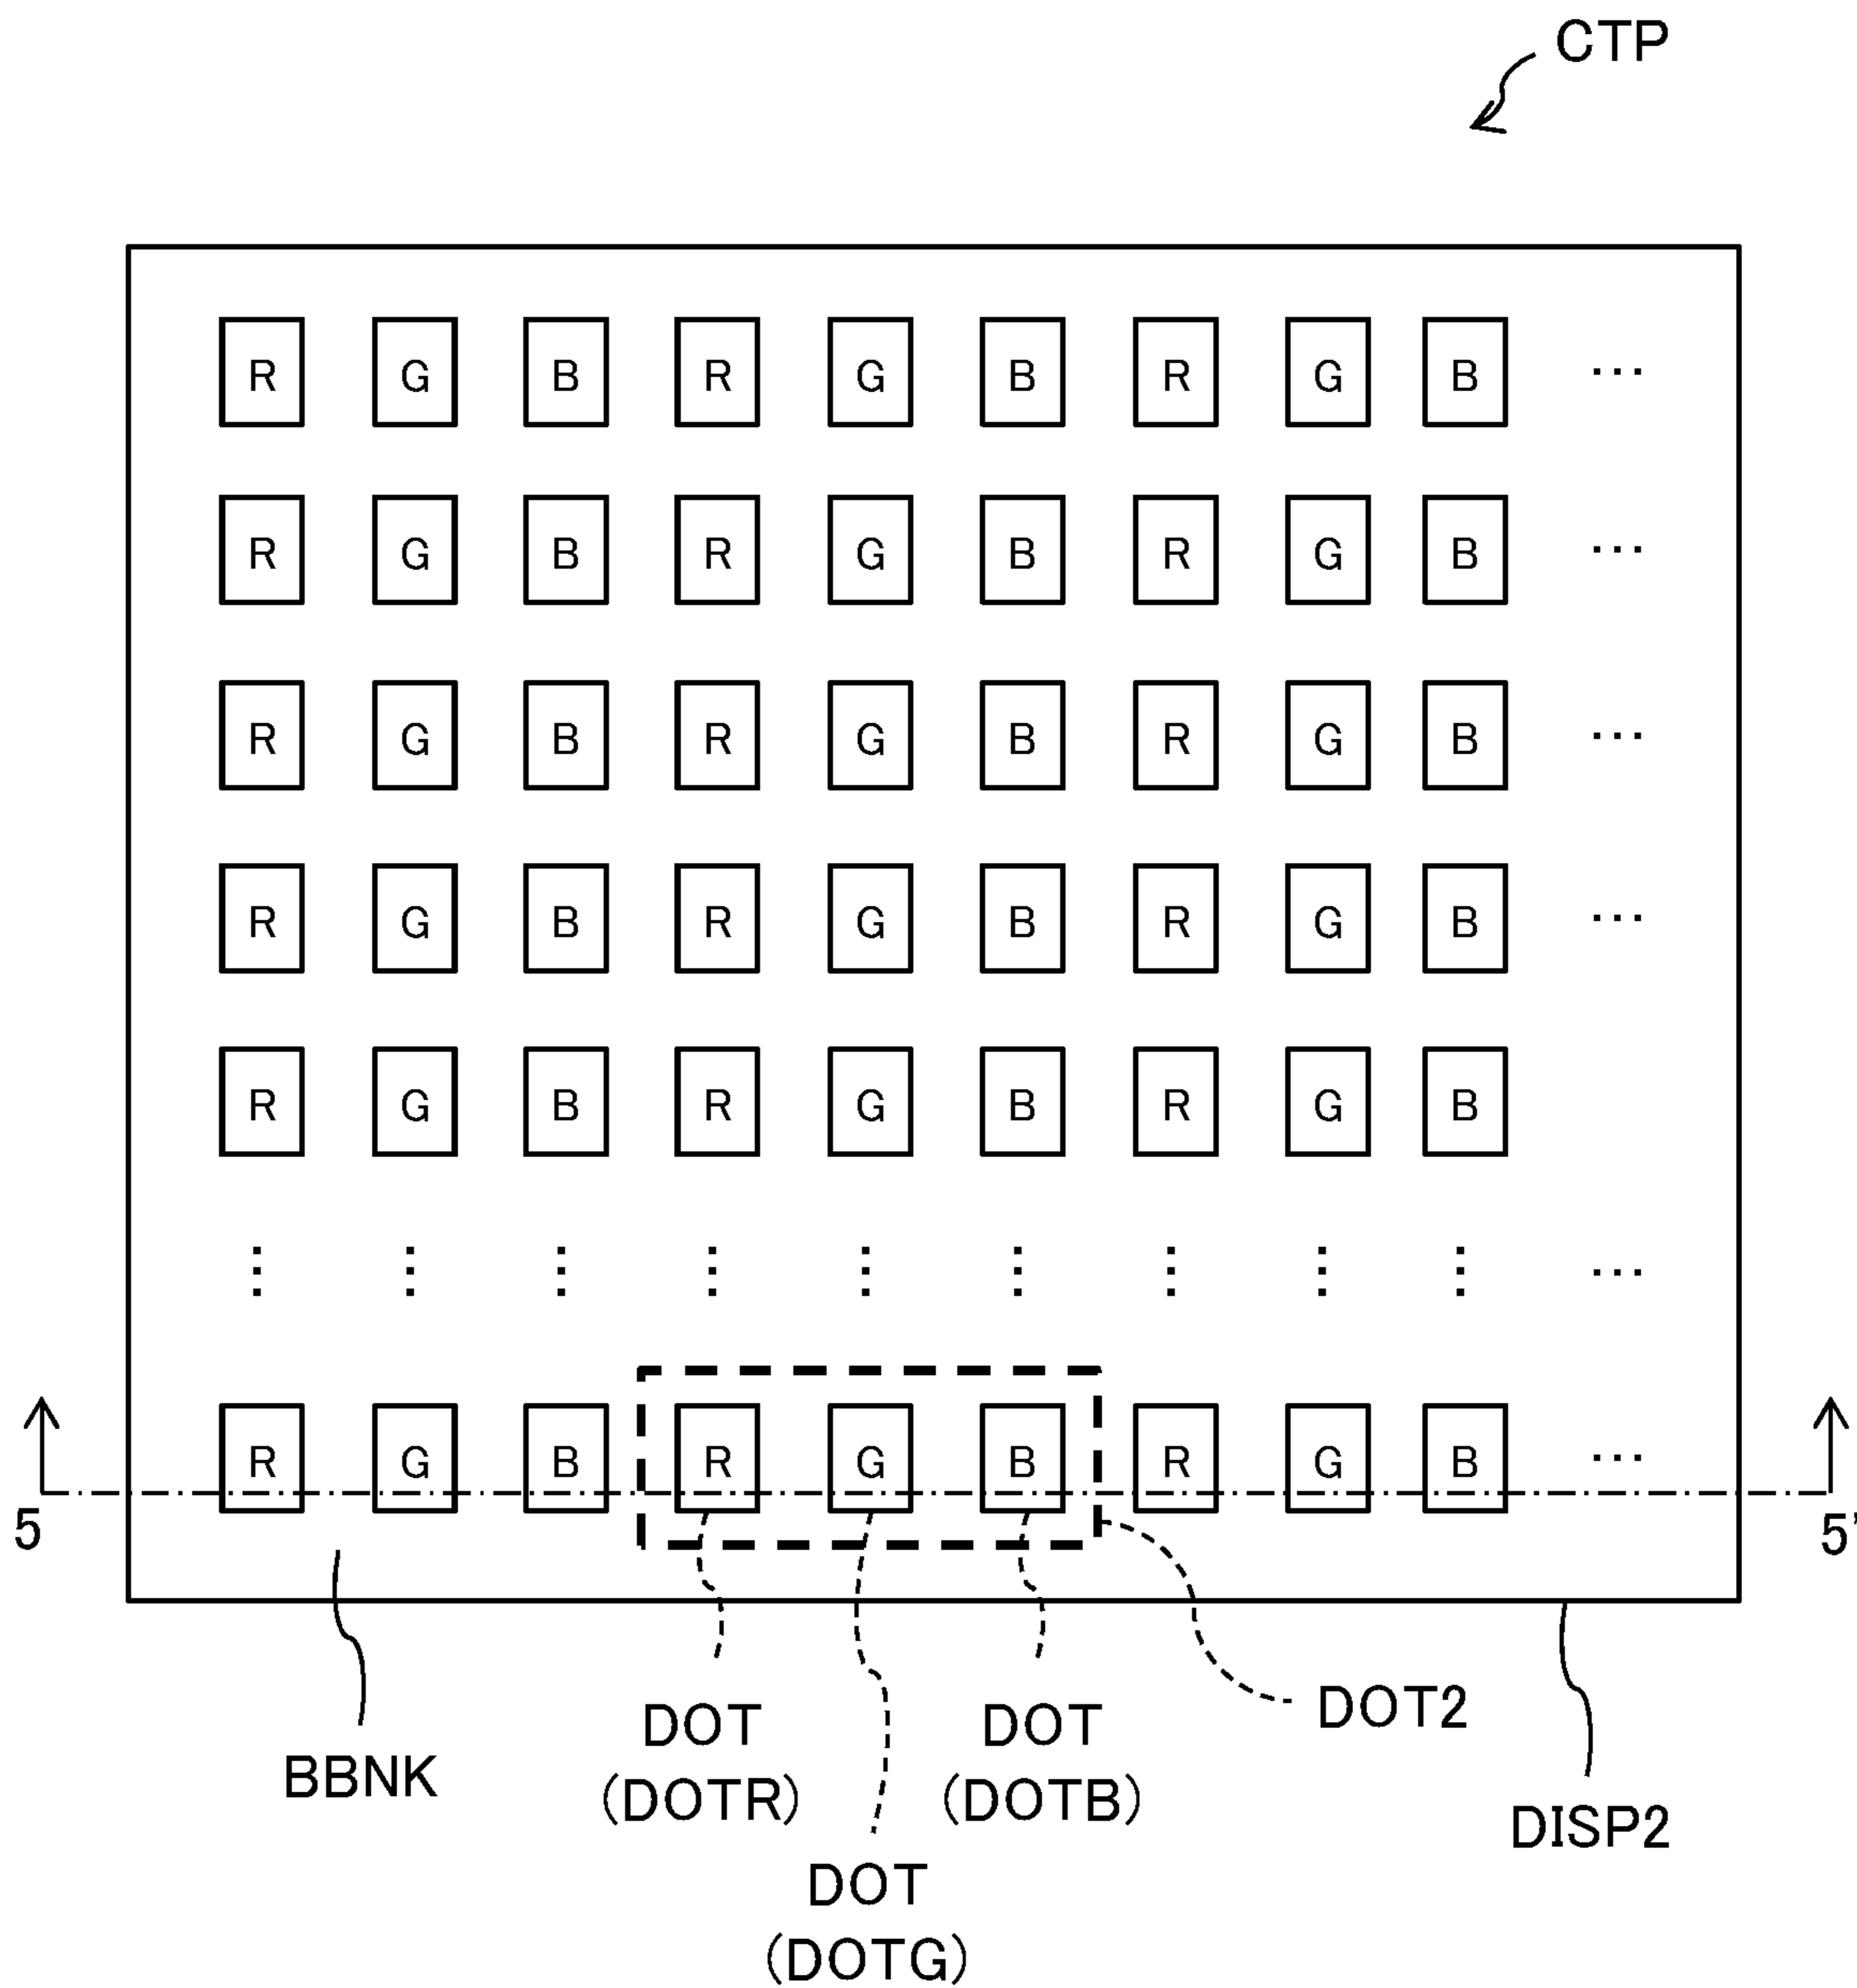 CTP
R G B R G B R G B ...
R G B R G B R G B ...
R G B R G B R G B ...
R G B R G B R G B ...
R G B R G B R G B
⋮ ⋮ ⋮ ⋮ ⋮ ⋮ ⋮ ⋮ ⋮ ...
R G B R G B R G B ...
5 5'
DOT2
DOT
(DOTR)
DOT
(DOTB)
BBNK
DISP2
DOT
(DOTG)